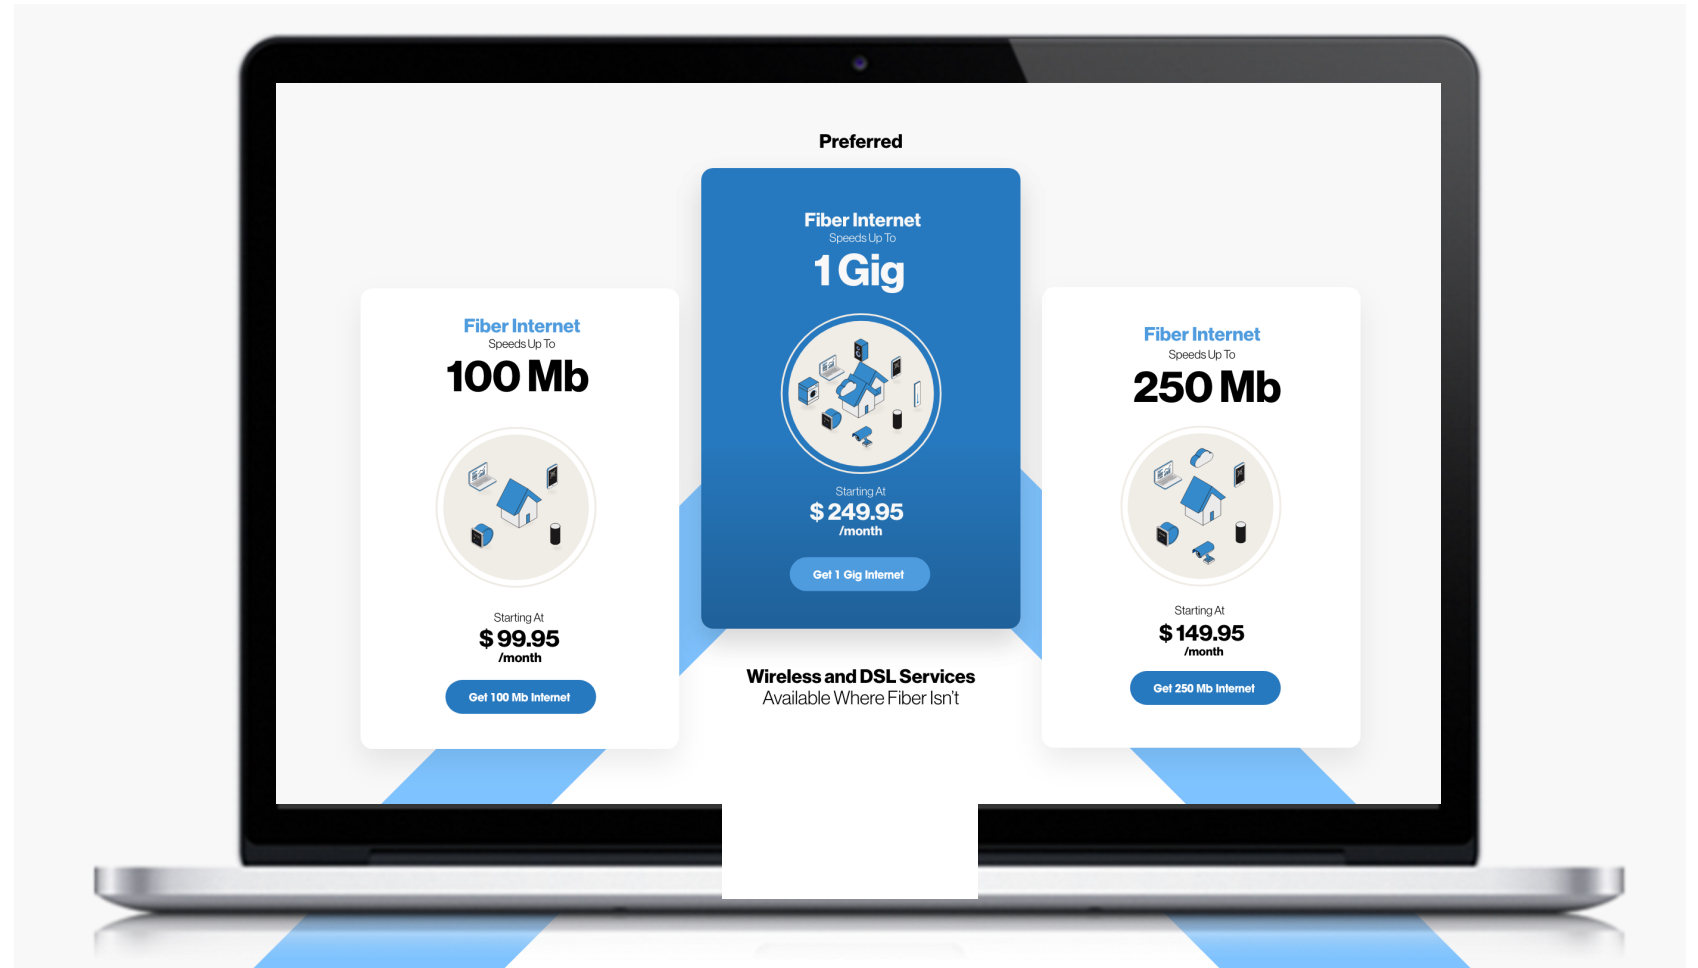 Preferred
Fiber Internet
Speeds Up To
1 Gig
Starting At
$ 249.95
/month
Get 1 Gig Internet
Fiber Internet
Speeds Up To
100 Mb
Starting At
$ 99.95
/month
Get 100 Mb Internet
Fiber Internet
Speeds Up To
250 Mb
Starting At
$ 149.95
/month
Get 250 Mb Internet
Wireless and DSL Services
Available Where Fiber Isn't